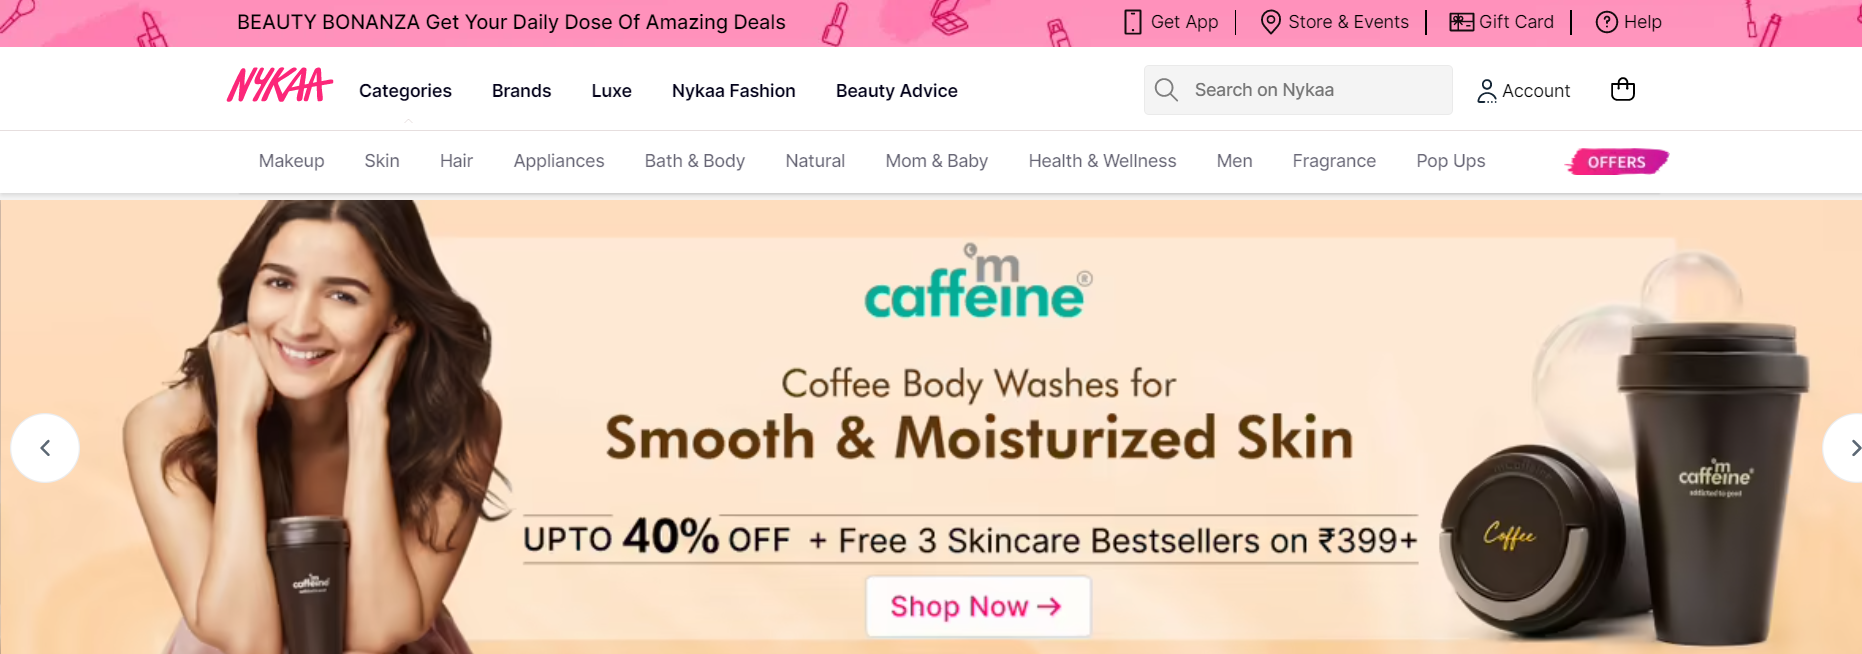 BEAUTY BONANZA Get Your Daily Dose Of Amazing Deals
Get App
Store & Events
Gift Card
Help
NYKAA
Categories
Brands
Luxe
Nykaa Fashion
Beauty Advice
Search on Nykaa
Account
Makeup
Skin
Hair
Appliances
Bath & Body
Natural
Mom & Baby
Health & Wellness
Men
Fragrance
Pop Ups
OFFERS
'm
caffeine®
Coffee Body Washes for
Smooth & Moisturized Skin
UPTO 40% OFF + Free 3 Skincare Bestsellers on ₹399+
Shop Now →
'm
caffeine
'm
caffeine
addicted to good
Coffee